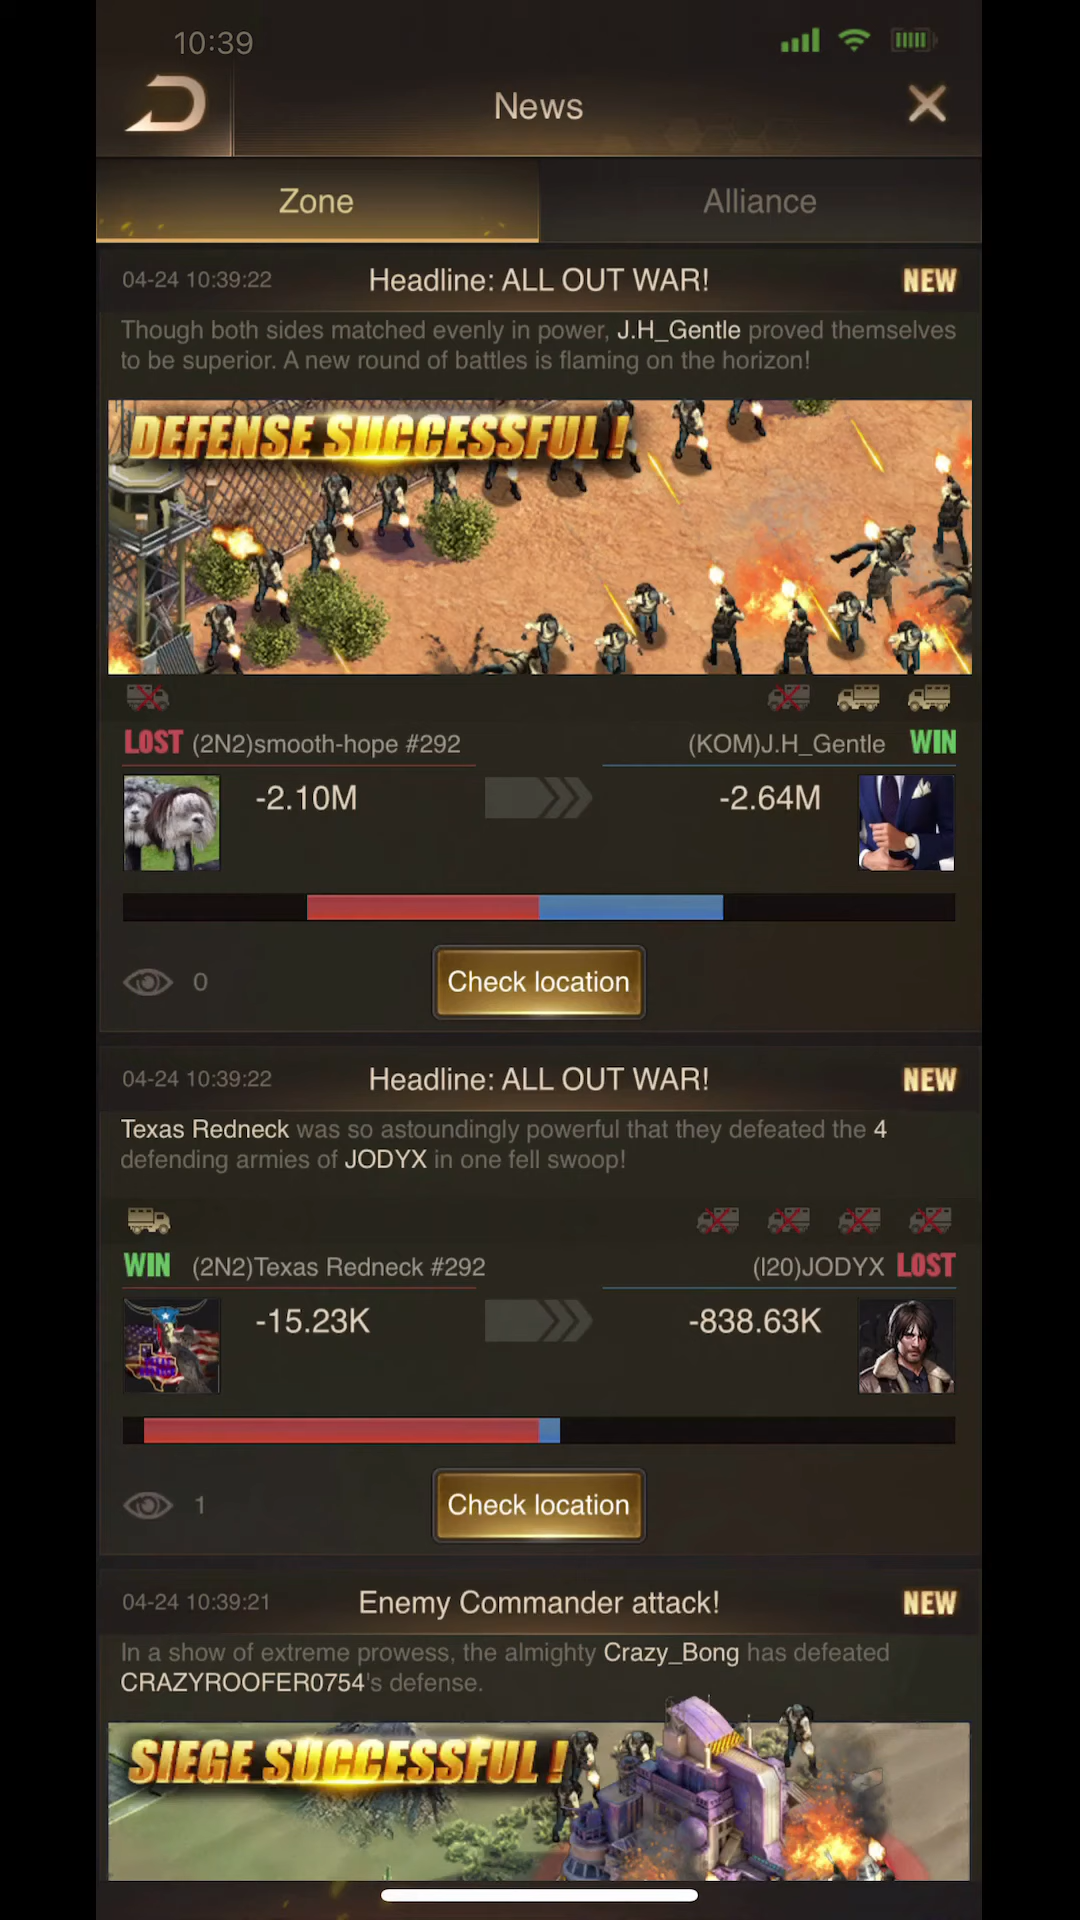 10:39
News
Zone
Alliance
04-24 10:39:22
Headline: ALL OUT WAR!
NEW
Though both sides matched evenly in power, J.H_Gentle proved themselves
to be superior. A new round of battles is flaming on the horizon!
DEFENSE SUCCESSFUL !
LOST (2N2)smooth-hope #292
(KOM)J.H_Gentle WIN
-2.10M
-2.64M
0
Check location
04-24 10:39:22
Headline: ALL OUT WAR!
NEW
Texas Redneck was so astoundingly powerful that they defeated the 4
defending armies of JODYX in one fell swoop!
WIN (2N2)Texas Redneck #292
(I20)JODYX LOST
-15.23K
-838.63K
1
Check location
04-24 10:39:21
Enemy Commander attack!
NEW
In a show of extreme prowess, the almighty Crazy_Bong has defeated
CRAZYROOFER0754's defense.
SIEGE SUCCESSFUL !